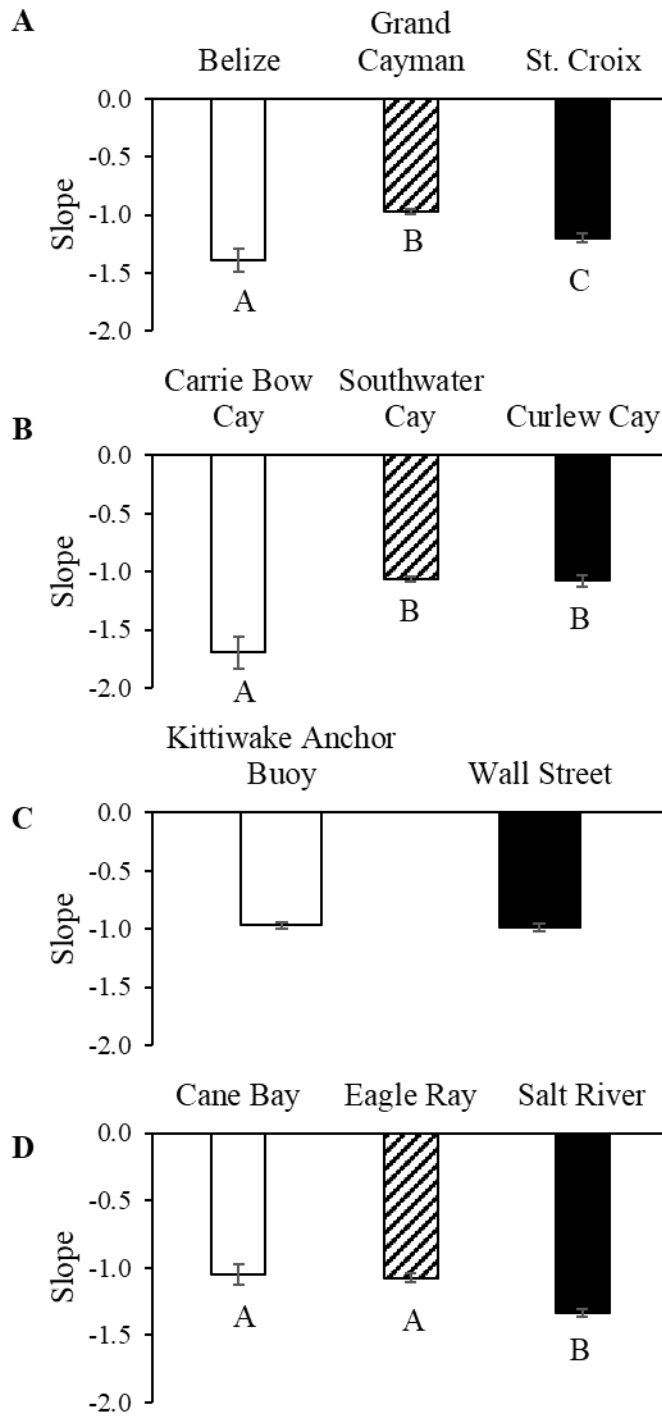 A
Belize
Grand
Cayman
St. Croix
Slope
0.0
-0.5
-1.0
-1.5
-2.0
A
B
C
B
Carrie Bow
Cay
Southwater
Cay
Curlew Cay
Slope
0.0
-0.5
-1.0
-1.5
-2.0
A
B
B
C
Kittiwake Anchor
Buoy
Wall Street
Slope
0.0
-0.5
-1.0
-1.5
-2.0
D
Cane Bay
Eagle Ray
Salt River
Slope
0.0
-0.5
-1.0
-1.5
-2.0
A
A
B